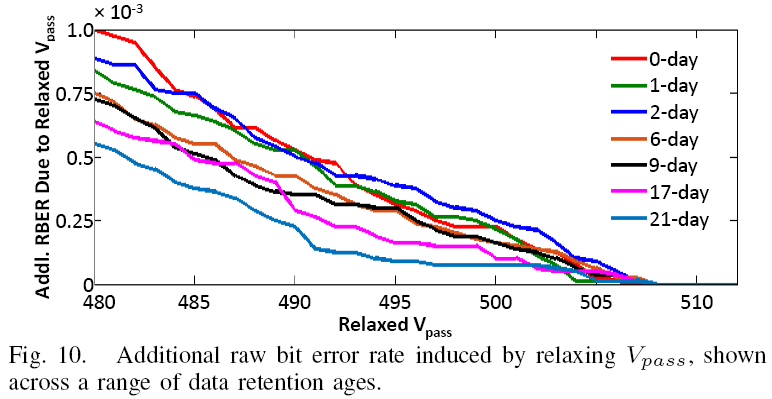 × 10⁻³
1.0
0.75
0.5
0.25
0
Addl. RBER Due to Relaxed Vpass
0-day
1-day
2-day
6-day
9-day
17-day
21-day
480 485 490 495 500 505 510
Relaxed Vpass
Fig. 10. Additional raw bit error rate induced by relaxing Vpass, shown
across a range of data retention ages.